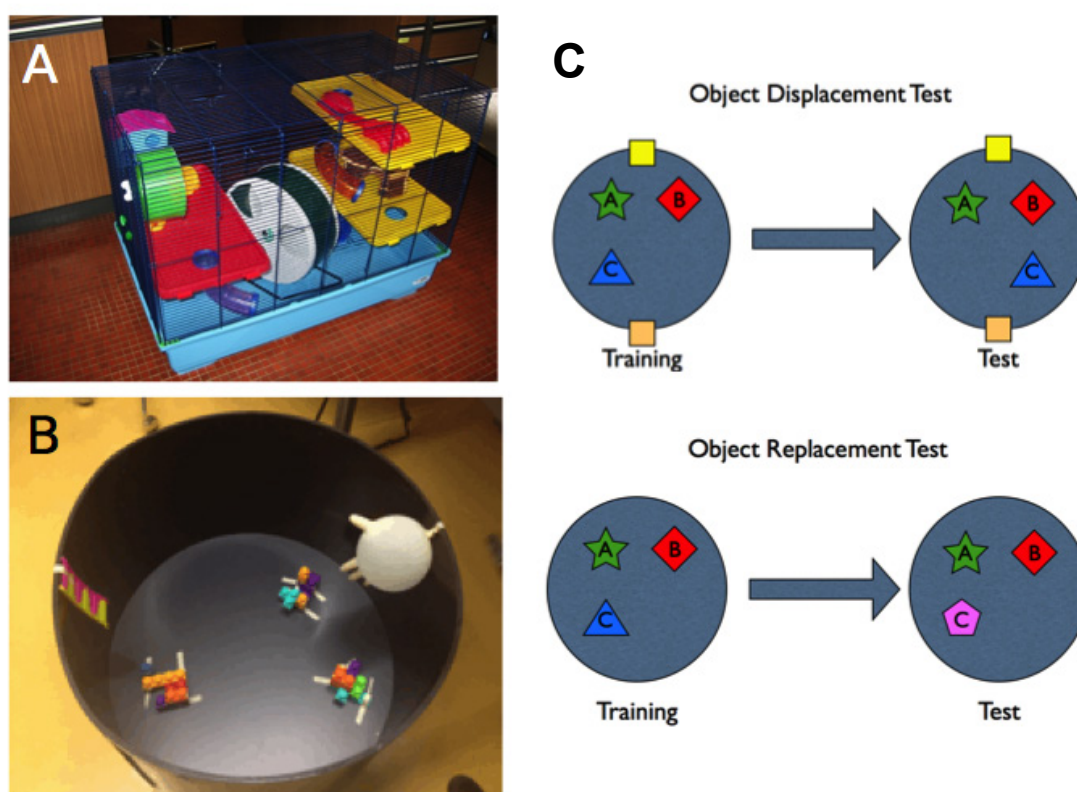 A
B
C
Object Displacement Test
A
B
C
Training
A
B
C
Test
Object Replacement Test
A
B
C
Training
A
B
C
Test